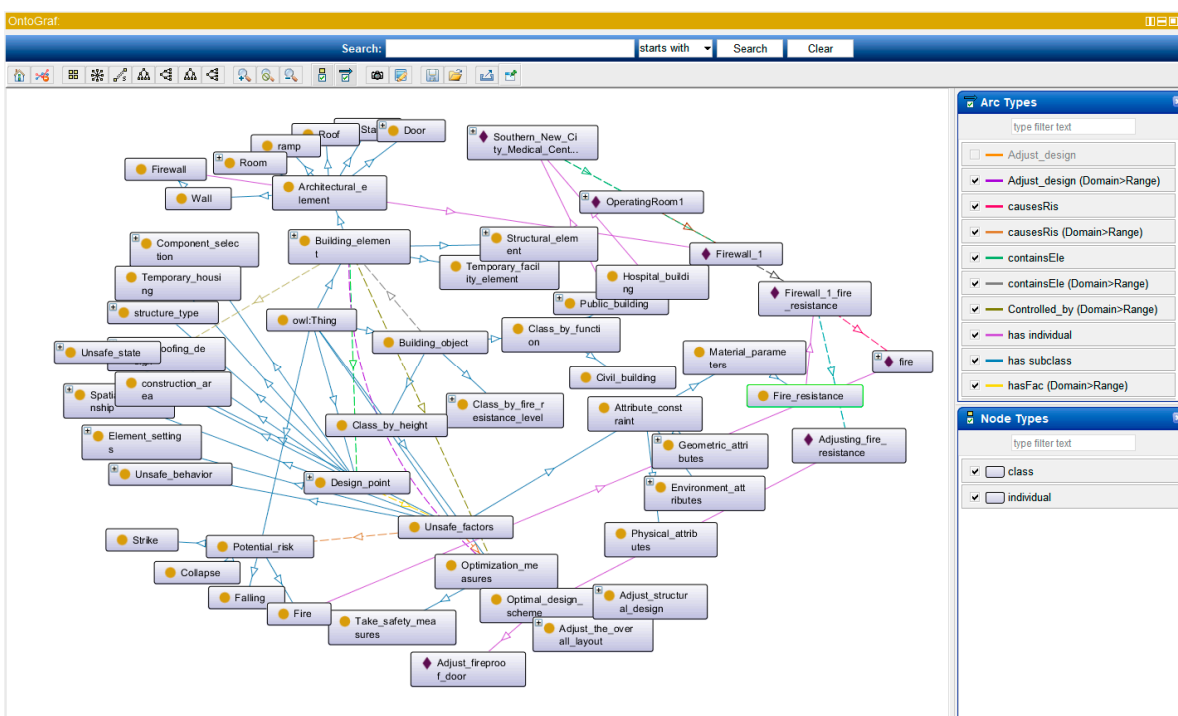 OntoGraf:
Search:
starts with
Search
Clear
Sta
Door
Roof
ramp
Room
Firewall
Wall
Architectural_e
lement
Southern_New_Ci
ty_Medical_Cent...
OperatingRoom1
Component_selec
tion
Building_elemen
t
Structural_elem
ent
Firewall_1
Temporary_housi
ng
Temporary_facil
ity_element
Hospital_buildi
ng
Firewall_1_fire
_resistance
structure_type
Public_building
owl:Thing
Class_by_functi
on
Unsafe_state
oofing_de
Building_object
Material_parame
ters
fire
construction_ar
ea
Civil_building
Fire_resistance
Spatia
nship
Class_by_fire_r
esistance_level
Attribute_const
raint
Class_by_height
Element_setting
s
Geometric_attri
butes
Adjusting_fire_
resistance
Unsafe_behavior
Design_point
Environment_att
ributes
Unsafe_factors
Strike
Potential_risk
Physical_attrib
utes
Collapse
Optimization_me
asures
Falling
Optimal_design_
scheme
Adjust_structur
al_design
Fire
Take_safety_mea
sures
Adjust_the_over
all_layout
Adjust_fireproo
f_door
Arc Types
type filter text
Adjust_design
Adjust_design (Domain>Range)
causesRis
causesRis (Domain>Range)
containsEle
containsEle (Domain>Range)
Controlled_by (Domain>Range)
has individual
has subclass
hasFac (Domain>Range)
Node Types
type filter text
class
individual